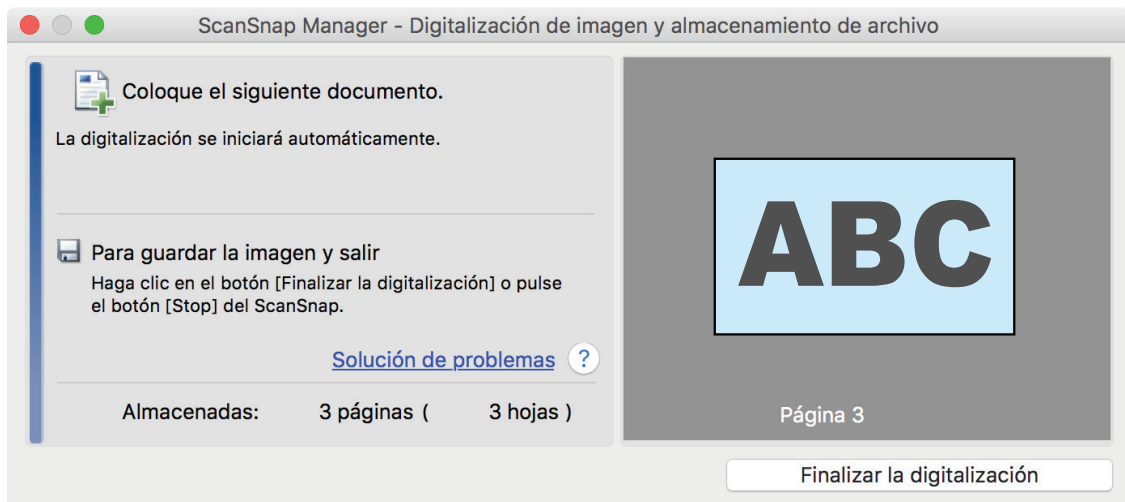 ScanSnap Manager - Digitalización de imagen y almacenamiento de archivo
Coloque el siguiente documento.
La digitalización se iniciará automáticamente.
Para guardar la imagen y salir
Haga clic en el botón [Finalizar la digitalización] o pulse
el botón [Stop] del ScanSnap.
Solución de problemas ?
Almacenadas: 3 páginas ( 3 hojas )
ABC
Página 3
Finalizar la digitalización